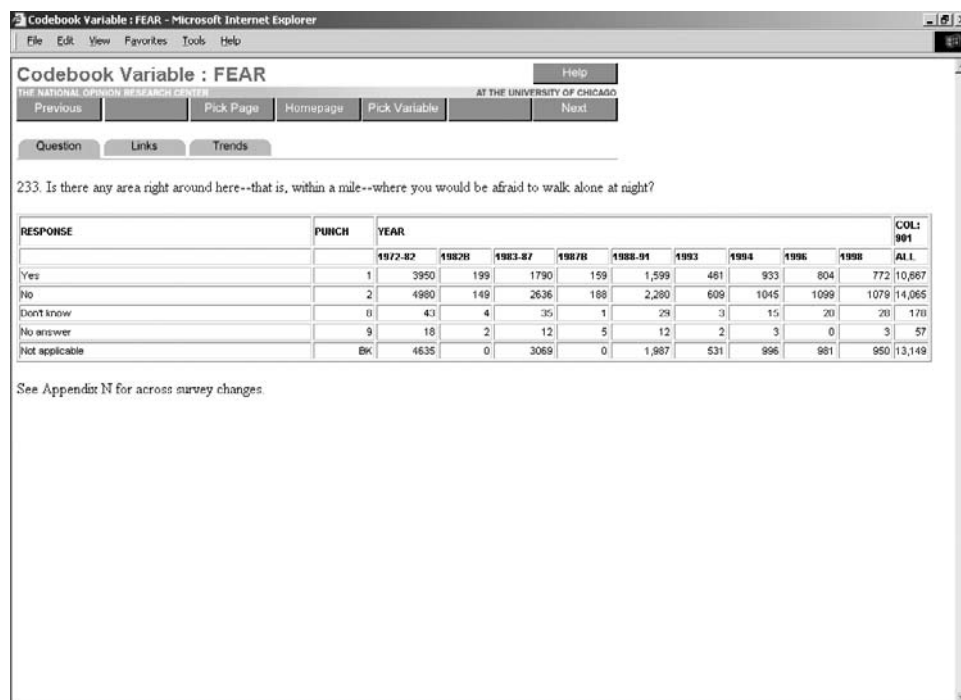 Codebook Variable : FEAR - Microsoft Internet Explorer
File Edit View Favorites Tools Help
Codebook Variable : FEAR Help
THE NATIONAL OPINION RESEARCH CENTER AT THE UNIVERSITY OF CHICAGO
Previous Pick Page Homepage Pick Variable Next
Question Links Trends
233. Is there any area right around here--that is, within a mile--where you would be afraid to walk alone at night?
RESPONSE PUNCH YEAR COL: 901
1972-82 1982B 1983-87 1987B 1988-91 1993 1994 1996 1998 ALL
Yes 1 3950 199 1790 159 1,599 461 933 804 772 10,667
No 2 4980 149 2636 188 2,280 609 1045 1099 1079 14,065
Don't know 8 43 4 35 1 29 3 15 20 28 178
No answer 9 18 2 12 5 12 2 3 0 3 57
Not applicable BK 4635 0 3069 0 1,987 531 996 981 950 13,149
See Appendix N for across survey changes.